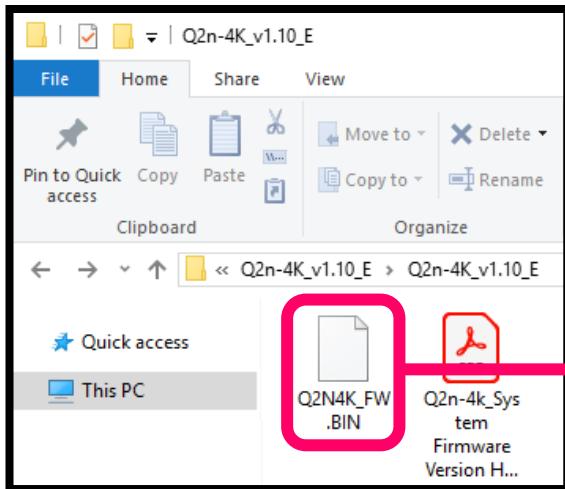 Q2n-4K_v1.10_E
File Home Share View
Move to Delete
Pin to Quick access Copy Paste
Copy to Rename
Clipboard Organize
« Q2n-4K_v1.10_E > Q2n-4K_v1.10_E
Quick access
This PC
Q2N4K_FW
.BIN
Q2n-4k_Sys
tem
Firmware
Version H...